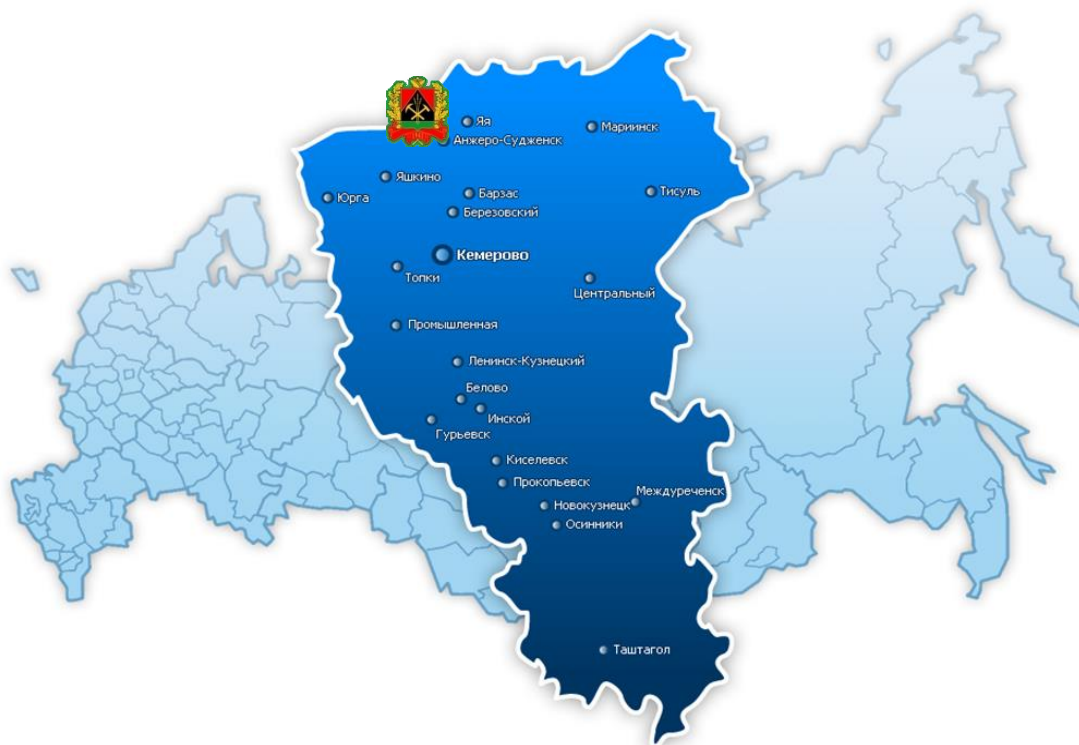 Яя
Мариинск
Анжеро-Судженск
Яшкино
Барзас
Тисуль
Юрга
Березовский
Кемерово
Топки
Центральный
Промышленная
Ленинск-Кузнецкий
Белово
Инской
Гурьевск
Киселевск
Прокопьевск
Междуреченск
Новокузнецк
Осинники
Таштагол